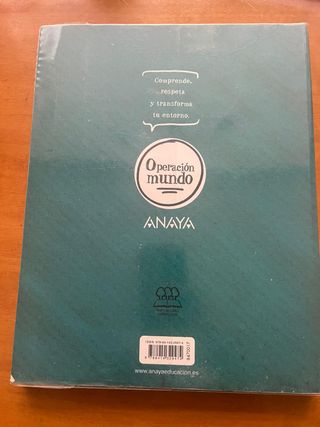 Comprende,
respeta
y transforma
tu entorno.
Operación
mundo
ANAYA
www.anayaeducacion.es